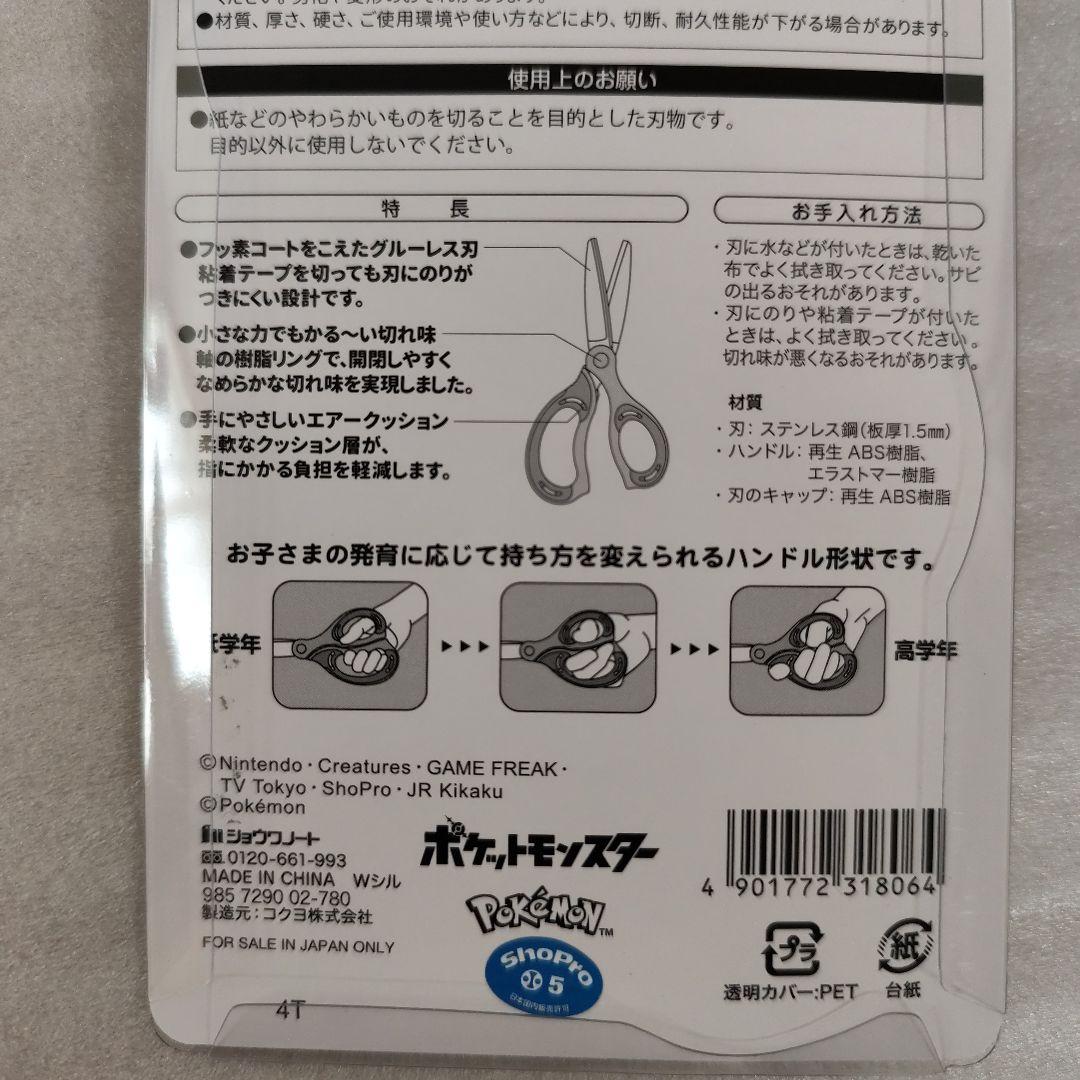 ●材質、厚さ、硬さ、ご使用環境や使い方などにより、切断、耐久性能が下がる場合があります。
使用上のお願い
●紙などのやわらかいものを切ることを目的とした刃物です。
目的以外に使用しないでください。
特 長
●フッ素コートをこえたグルーレス刃
粘着テープを切っても刃にのりが
つきにくい設計です。
●小さな力でもかる〜い切れ味
軸の樹脂リングで、開閉しやすく
なめらかな切れ味を実現しました。
●手にやさしいエアークッション
柔軟なクッション層が、
指にかかる負担を軽減します。
お手入れ方法
・刃に水などが付いたときは、乾いた
布でよく拭き取ってください。サビ
の出るおそれがあります。
・刃にのりや粘着テープが付いた
ときは、よく拭き取ってください。
切れ味が悪くなるおそれがあります。
材質
・刃：ステンレス鋼（板厚1.5㎜）
・ハンドル：再生 ABS樹脂、
エラストマー樹脂
・刃のキャップ：再生 ABS樹脂
お子さまの発育に応じて持ち方を変えられるハンドル形状です。
低学年
高学年
©Nintendo・Creatures・GAME FREAK・
TV Tokyo・ShoPro・JR Kikaku
©Pokémon
ショウワノート
0120-661-993
MADE IN CHINA Wシル
985 7290 02-780
製造元：コクヨ株式会社
FOR SALE IN JAPAN ONLY
4T
ポケットモンスター
POKéMON™
ShoPro
5
日本国内販売許可
4 901772 318064
プラ
透明カバー:PET
紙
台紙